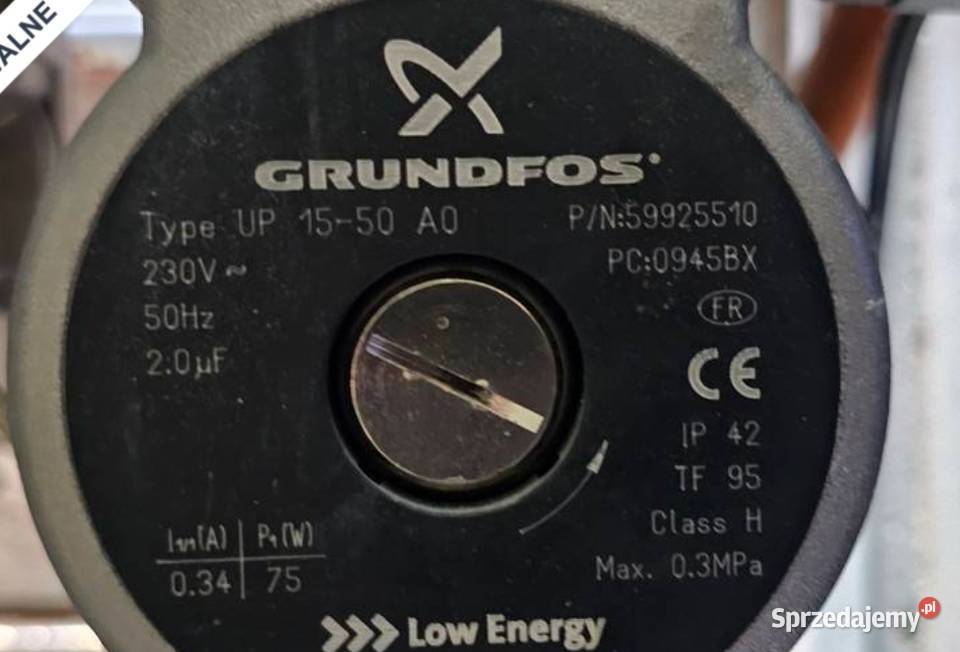 ALNE
GRUNDFOS
Type UP 15-50 AO
P/N:59925510
230V ~
PC:0945BX
50Hz
FR
2.0µF
CE
IP 42
TF 95
Class H
I₁/₁(A) P₁(W)
0.34 75
Max. 0.3MPa
Low Energy
Sprzedajemy.pl